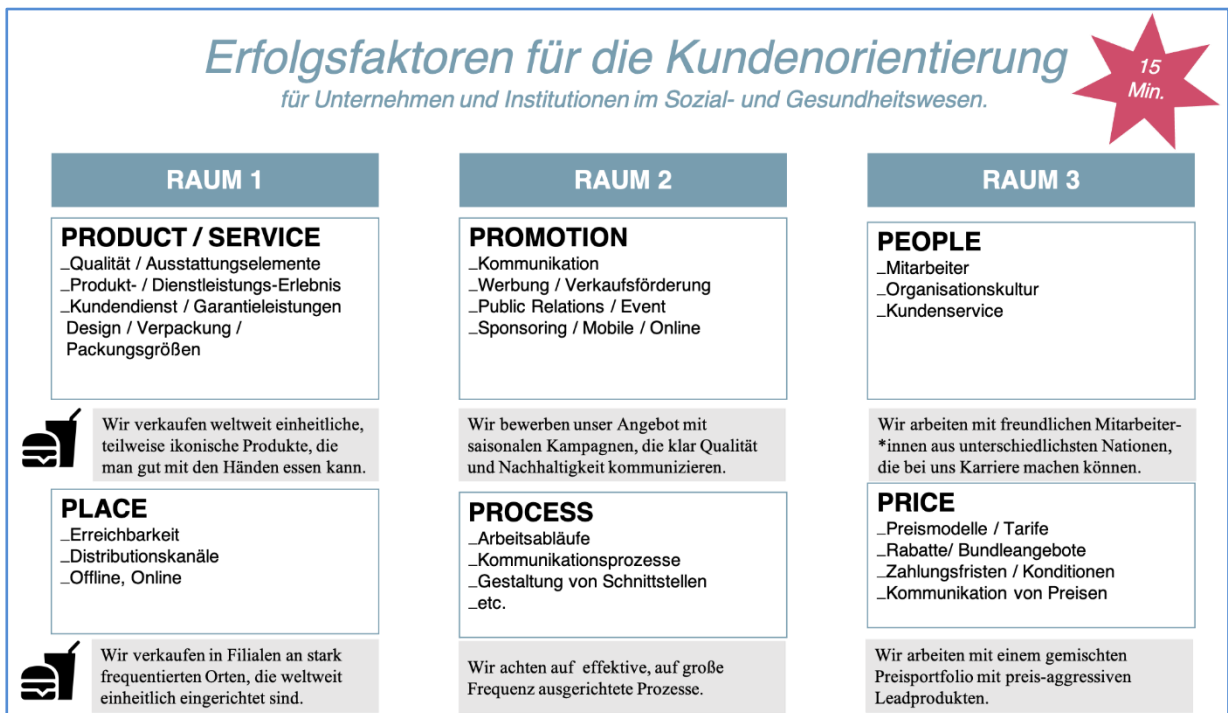 Erfolgsfaktoren für die Kundenorientierung
für Unternehmen und Institutionen im Sozial- und Gesundheitswesen.
15
Min.
RAUM 1
PRODUCT / SERVICE
_Qualität / Ausstattungselemente
_Produkt- / Dienstleistungs-Erlebnis
_Kundendienst / Garantieleistungen
Design / Verpackung /
Packungsgrößen
Wir verkaufen weltweit einheitliche,
teilweise ikonische Produkte, die
man gut mit den Händen essen kann.
PLACE
_Erreichbarkeit
_Distributionskanäle
_Offline, Online
Wir verkaufen in Filialen an stark
frequentierten Orten, die weltweit
einheitlich eingerichtet sind.
RAUM 2
PROMOTION
_Kommunikation
_Werbung / Verkaufsförderung
_Public Relations / Event
_Sponsoring / Mobile / Online
Wir bewerben unser Angebot mit
saisonalen Kampagnen, die klar Qualität
und Nachhaltigkeit kommunizieren.
PROCESS
_Arbeitsabläufe
_Kommunikationsprozesse
_Gestaltung von Schnittstellen
_etc.
Wir achten auf effektive, auf große
Frequenz ausgerichtete Prozesse.
RAUM 3
PEOPLE
_Mitarbeiter
_Organisationskultur
_Kundenservice
Wir arbeiten mit freundlichen Mitarbeiter-
*innen aus unterschiedlichsten Nationen,
die bei uns Karriere machen können.
PRICE
_Preismodelle / Tarife
_Rabatte/ Bundleangebote
_Zahlungsfristen / Konditionen
_Kommunikation von Preisen
Wir arbeiten mit einem gemischten
Preisportfolio mit preis-aggressiven
Leadprodukten.